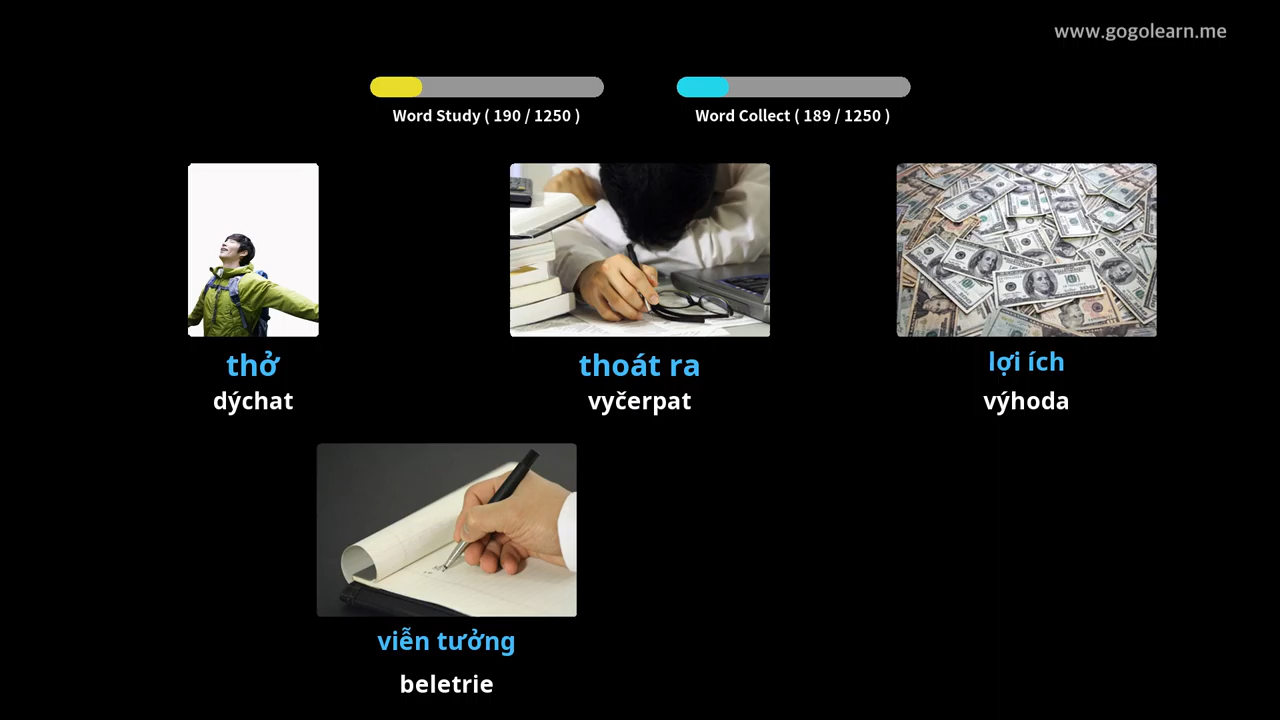 www.gogolearn.me
Word Study ( 190 / 1250 )
Word Collect ( 189 / 1250 )
thở
dýchat
thoát ra
vyčerpat
lợi ích
výhoda
viễn tưởng
beletrie